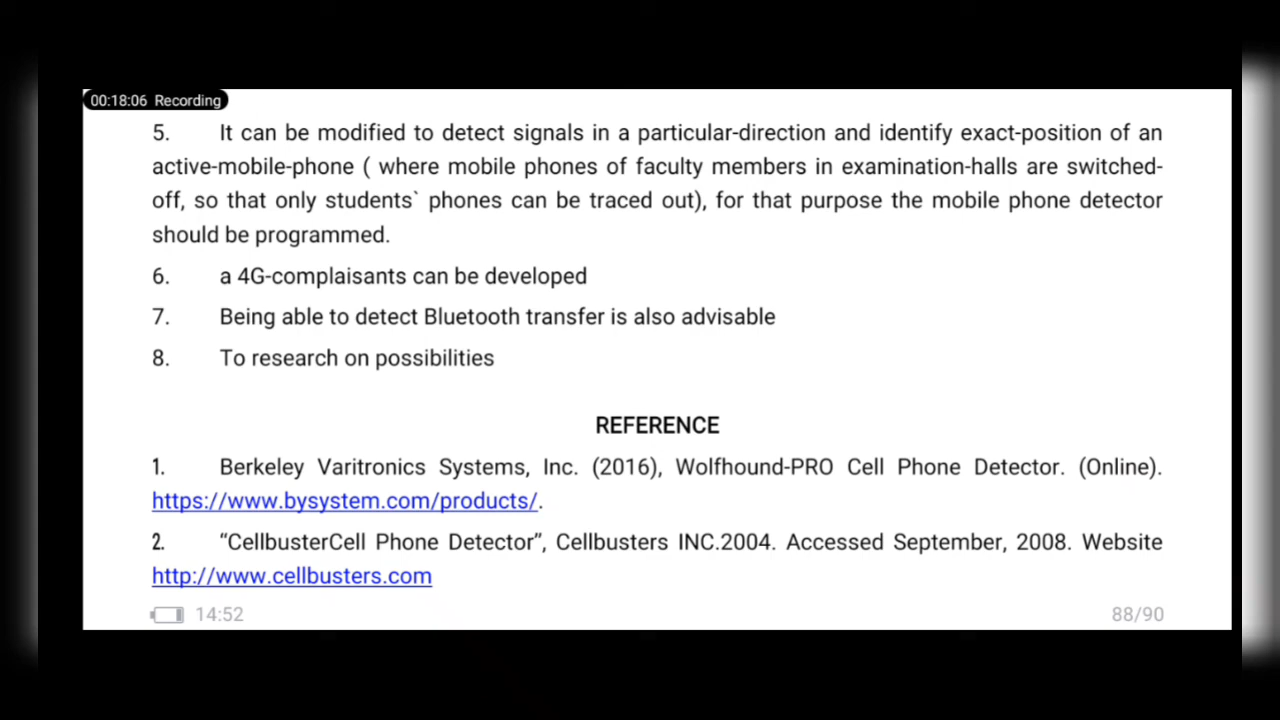 00:18:06 Recording
5. It can be modified to detect signals in a particular-direction and identify exact-position of an
active-mobile-phone ( where mobile phones of faculty members in examination-halls are switched-
off, so that only students` phones can be traced out), for that purpose the mobile phone detector
should be programmed.
6. a 4G-complaisants can be developed
7. Being able to detect Bluetooth transfer is also advisable
8. To research on possibilities
REFERENCE
1. Berkeley Varitronics Systems, Inc. (2016), Wolfhound-PRO Cell Phone Detector. (Online).
https://www.bysystem.com/products/.
2. “CellbusterCell Phone Detector”, Cellbusters INC.2004. Accessed September, 2008. Website
http://www.cellbusters.com
14:52 88/90